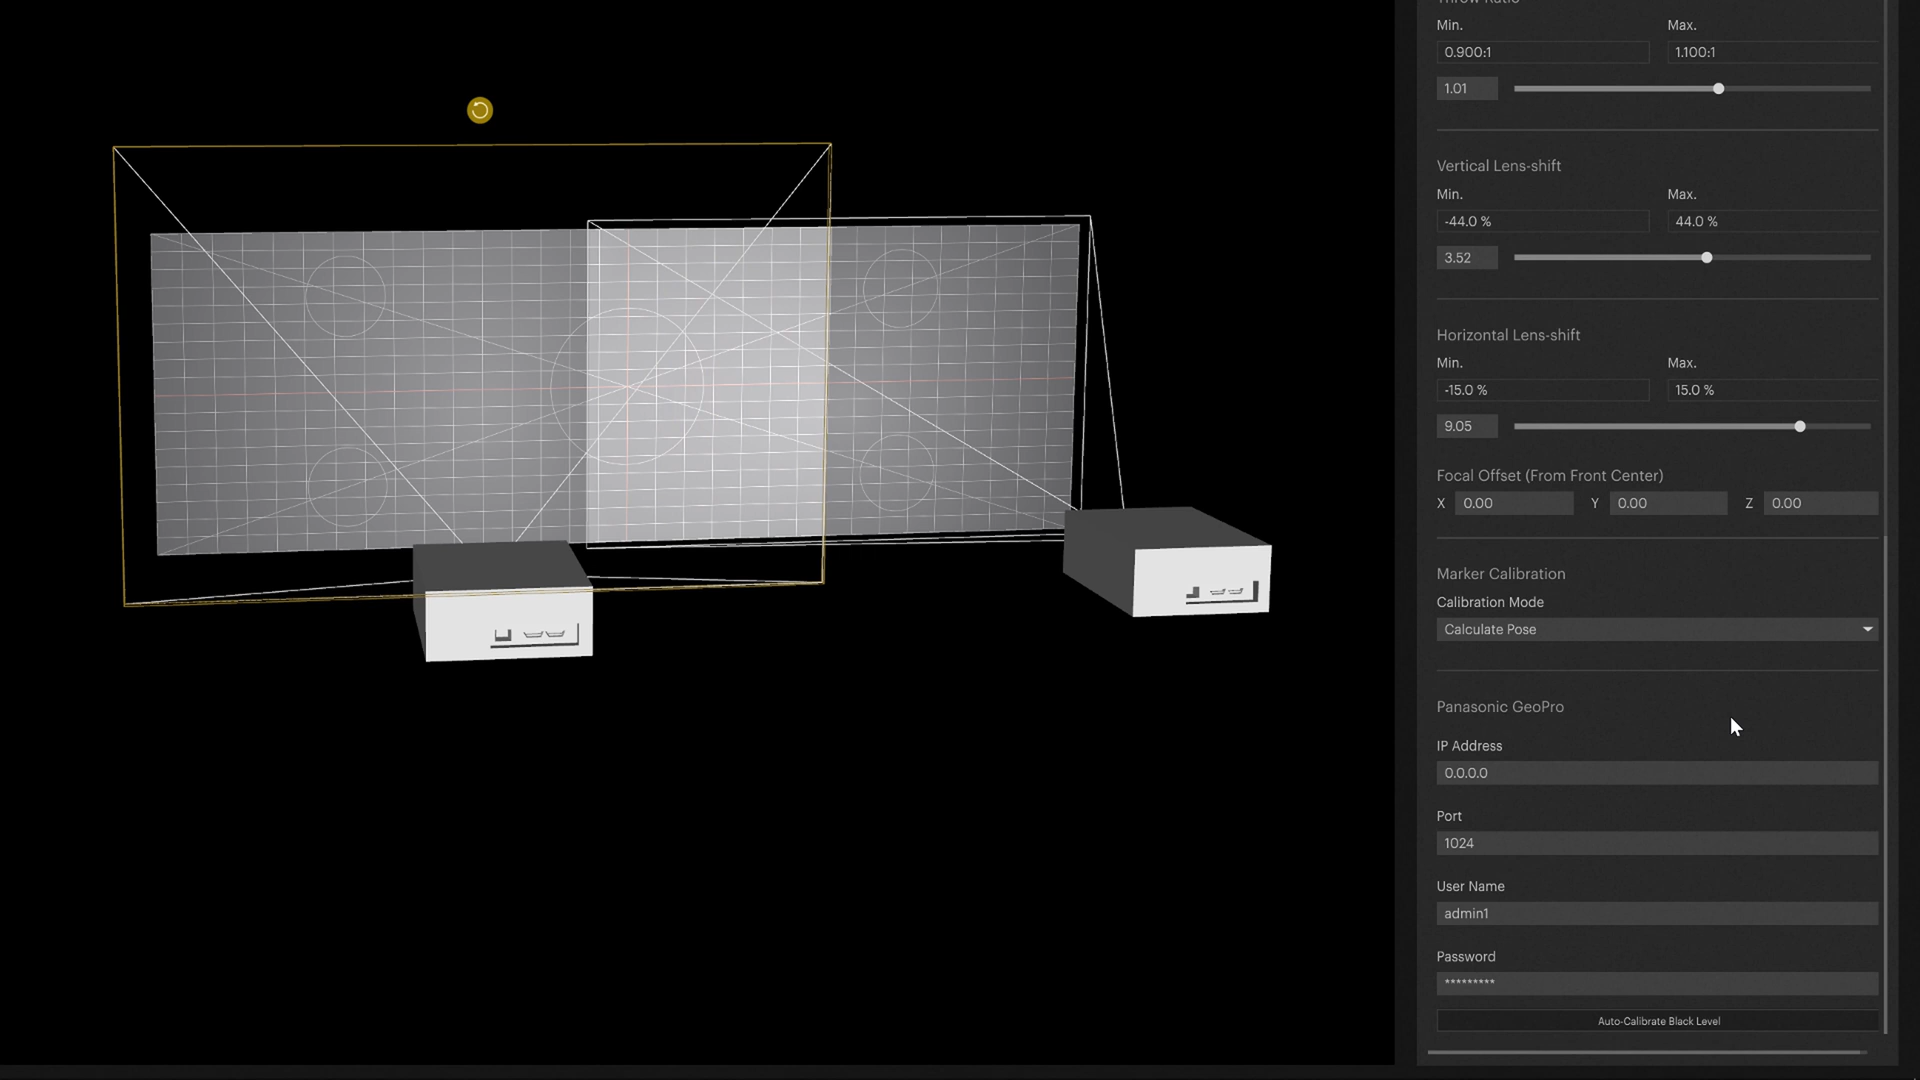 Throw Ratio
Min. Max.
0.900:1 1.100:1
1.01
Vertical Lens-shift
Min. Max.
-44.0 % 44.0 %
3.52
Horizontal Lens-shift
Min. Max.
-15.0 % 15.0 %
9.05
Focal Offset (From Front Center)
X 0.00 Y 0.00 Z 0.00
Marker Calibration
Calibration Mode
Calculate Pose
Panasonic GeoPro
IP Address
0.0.0.0
Port
1024
User Name
admin1
Password
*********
Auto-Calibrate Black Level